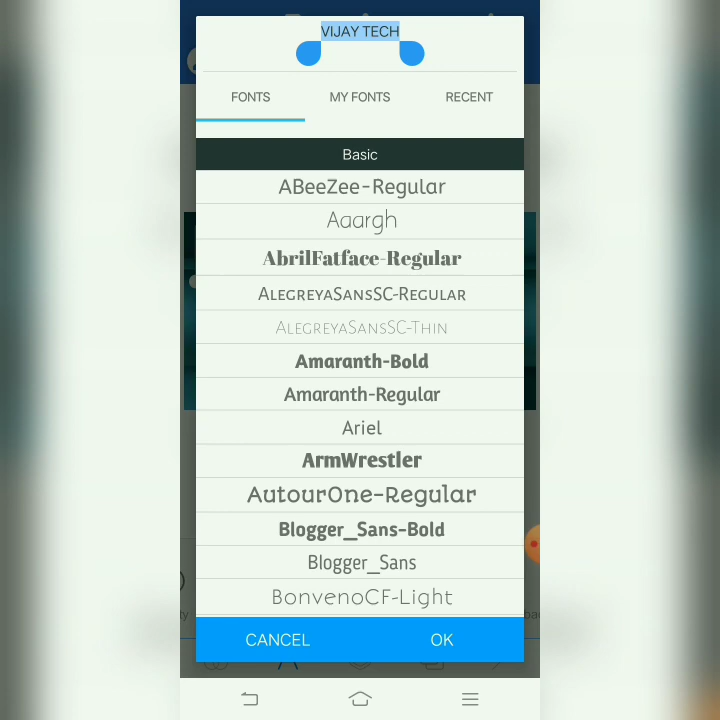 VIJAY TECH
FONTS MY FONTS RECENT
Basic
ABeeZee-Regular
Aaargh
AbrilFatface-Regular
AlegreyaSansSC-Regular
AlegreyaSansSC-Thin
Amaranth-Bold
Amaranth-Regular
Ariel
ArmWrestler
AutourOne-Regular
Blogger_Sans-Bold
Blogger_Sans
BonvenoCF-Light
CANCEL OK